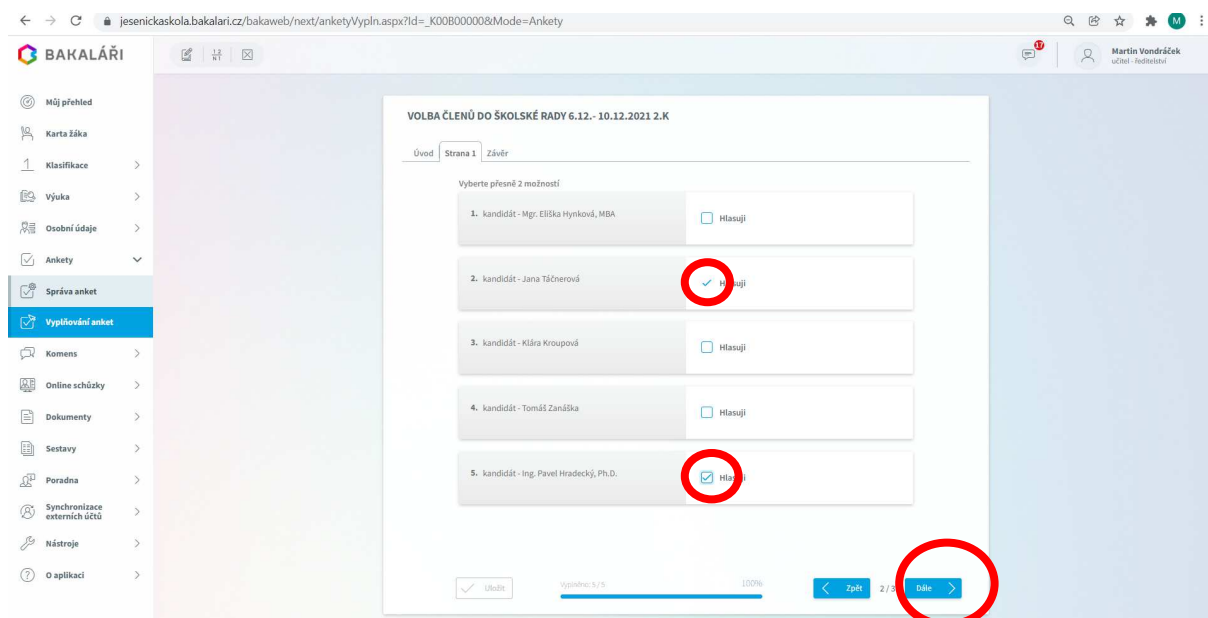 jesenickaskola.bakalari.cz/bakaweb/next/anketyVypln.aspx?Id=_K00B00000&Mode=Ankety
M
BAKALÁŘI
17
Martin Vondráček
učitel - ředitelství
Můj přehled
Karta žáka
Klasifikace
Výuka
Osobní údaje
Ankety
Správa anket
Vyplňování anket
Komens
Online schůzky
Dokumenty
Sestavy
Poradna
Synchronizace
externích účtů
Nástroje
O aplikaci
VOLBA ČLENŮ DO ŠKOLSKÉ RADY 6.12.- 10.12.2021 2.K
Úvod Strana 1 Závěr
Vyberte přesně 2 možností
1. kandidát - Mgr. Eliška Hynková, MBA Hlasuji
2. kandidát - Jana Táčnerová Hlasuji
3. kandidát - Klára Kroupová Hlasuji
4. kandidát - Tomáš Zanáška Hlasuji
5. kandidát - Ing. Pavel Hradecký, Ph.D. Hlasuji
Uložit Vyplněno: 5 / 5 100% Zpět 2 / 3 Dále